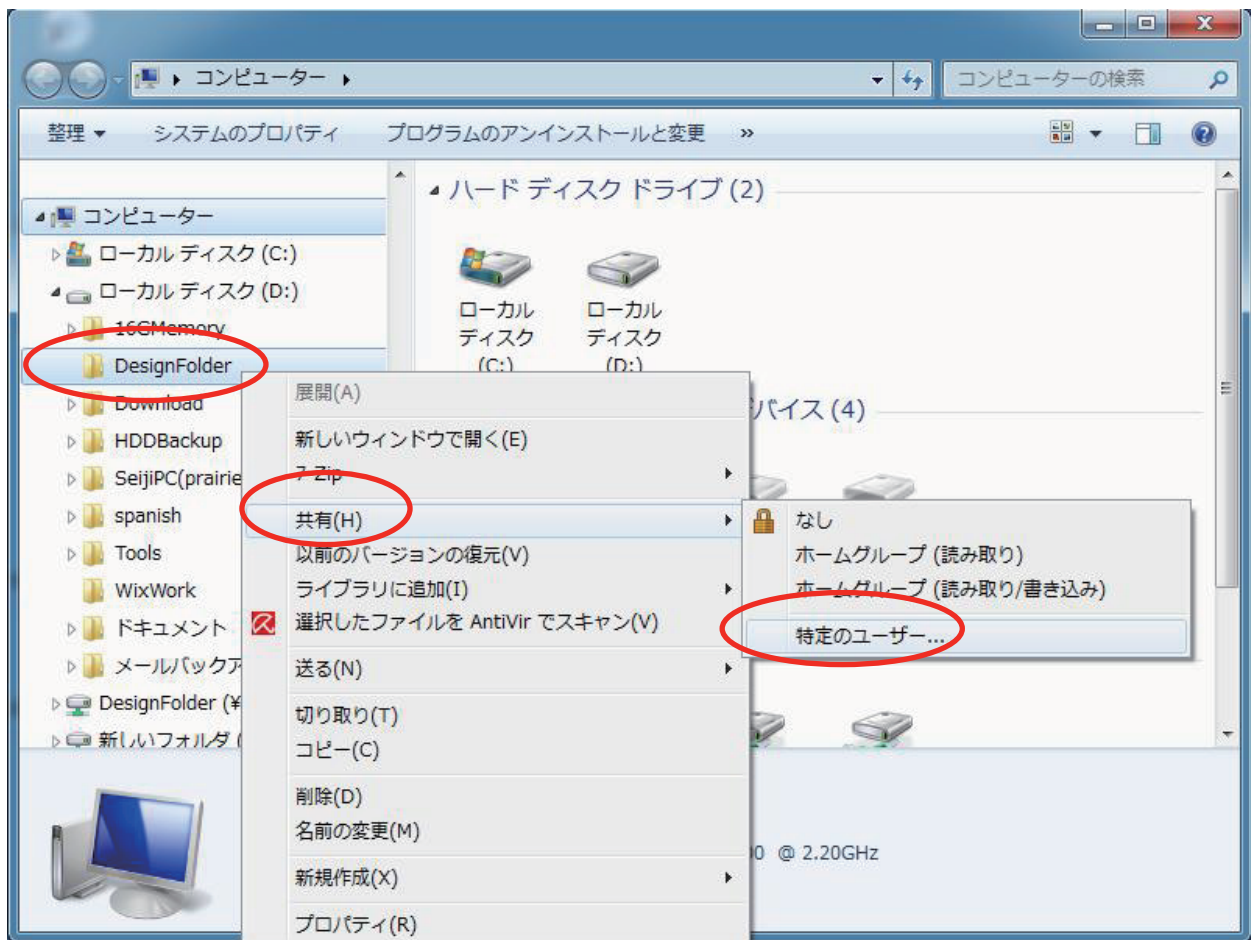 コンピューター
コンピューターの検索
整理
システムのプロパティ
プログラムのアンインストールと変更
»
コンピューター
ローカル ディスク (C:)
ローカル ディスク (D:)
16GMemory
DesignFolder
Download
HDDBackup
SeijiPC(prairie
spanish
Tools
WixWork
ドキュメント
メールバックア
DesignFolder (¥
新しいフォルダ (
ハード ディスク ドライブ (2)
ローカル
ディスク
(C:)
ローカル
ディスク
(D:)
バイス (4)
展開(A)
新しいウィンドウで開く(E)
7-Zip
共有(H)
以前のバージョンの復元(V)
ライブラリに追加(I)
選択したファイルを AntiVir でスキャン(V)
送る(N)
切り取り(T)
コピー(C)
削除(D)
名前の変更(M)
新規作成(X)
プロパティ(R)
なし
ホームグループ (読み取り)
ホームグループ (読み取り/書き込み)
特定のユーザー...
@ 2.20GHz